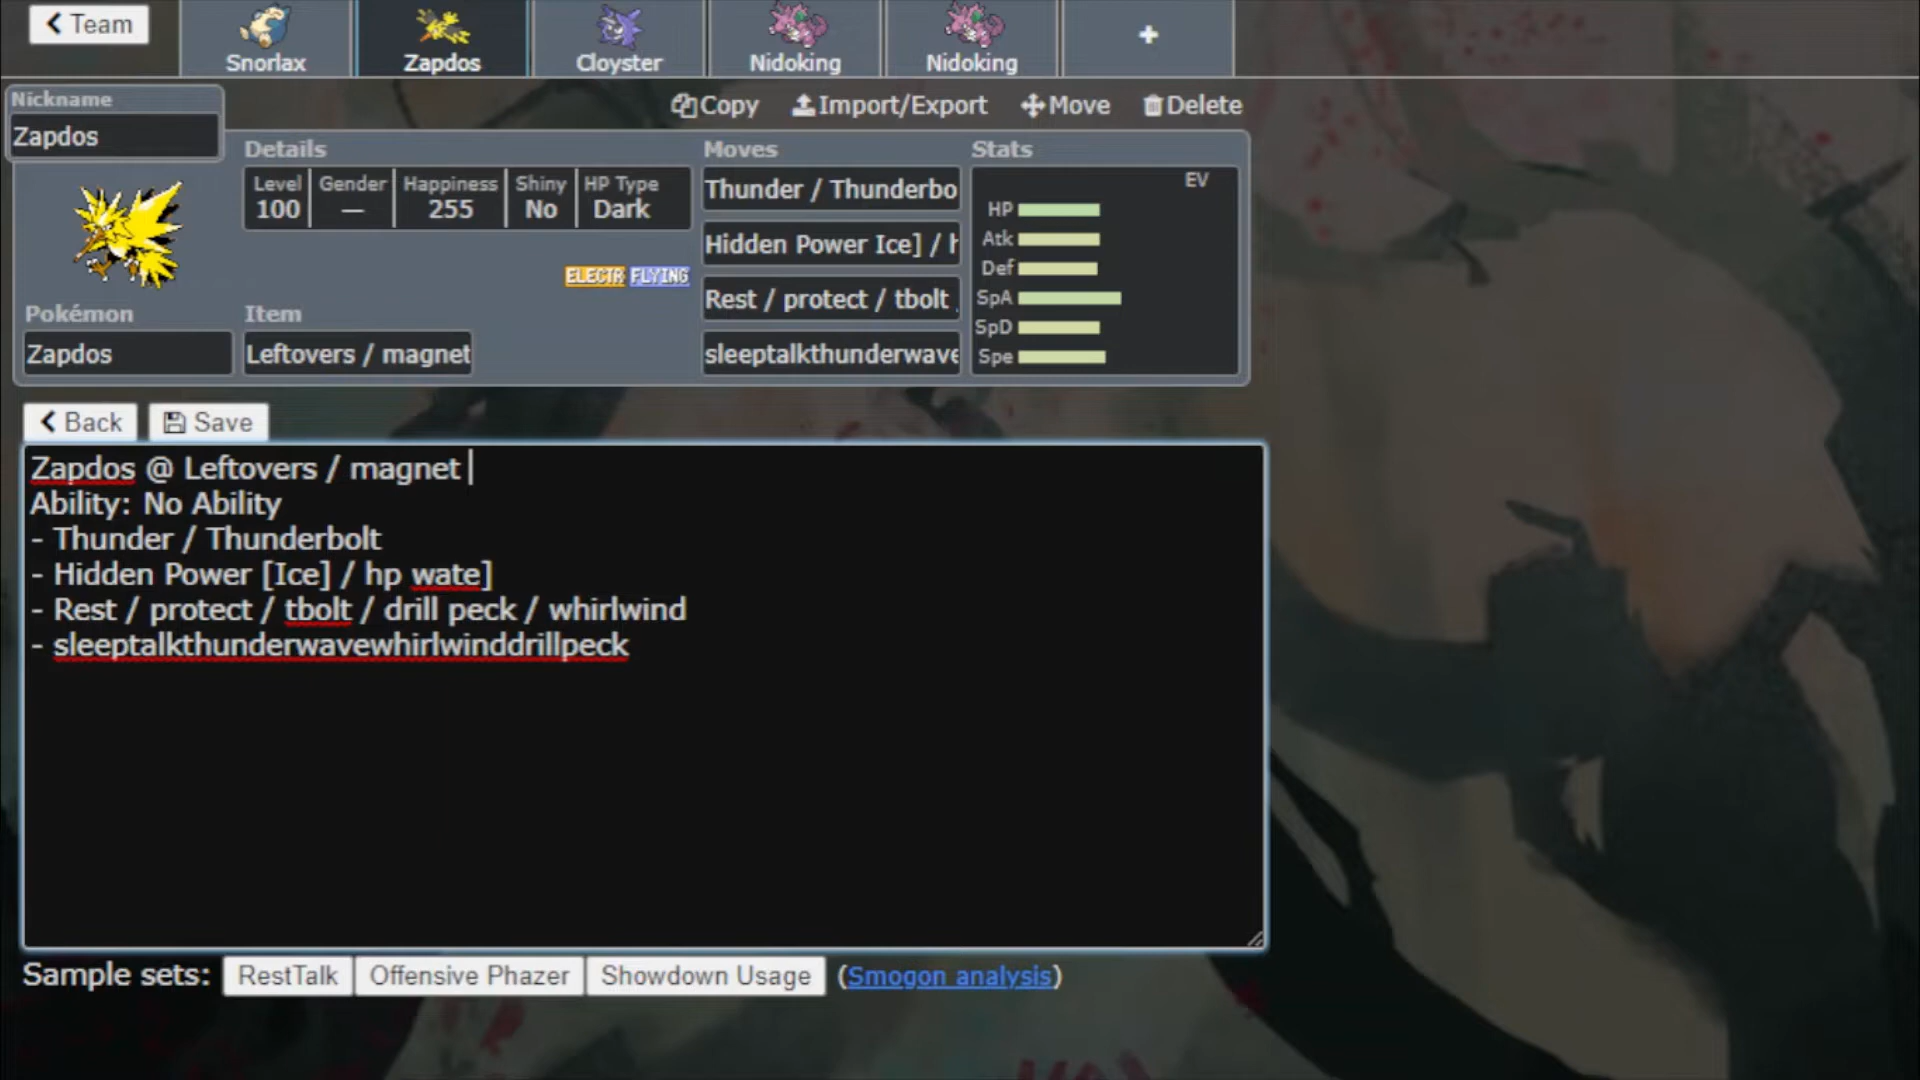 Team
Snorlax
Zapdos
Cloyster
Nidoking
Nidoking
+
Copy Import/Export Move Delete
Nickname
Zapdos
Details
Level 100
Gender —
Happiness 255
Shiny No
HP Type Dark
ELECTR FLYING
Pokémon
Zapdos
Item
Leftovers / magnet
Moves
Thunder / Thunderbo
Hidden Power Ice] / h
Rest / protect / tbolt
sleeptalkthunderwave
Stats
EV
HP
Atk
Def
SpA
SpD
Spe
Back
Save
Zapdos @ Leftovers / magnet
Ability: No Ability
- Thunder / Thunderbolt
- Hidden Power [Ice] / hp wate]
- Rest / protect / tbolt / drill peck / whirlwind
- sleeptalkthunderwavewhirlwinddrillpeck
Sample sets: RestTalk Offensive Phazer Showdown Usage (Smogon analysis)